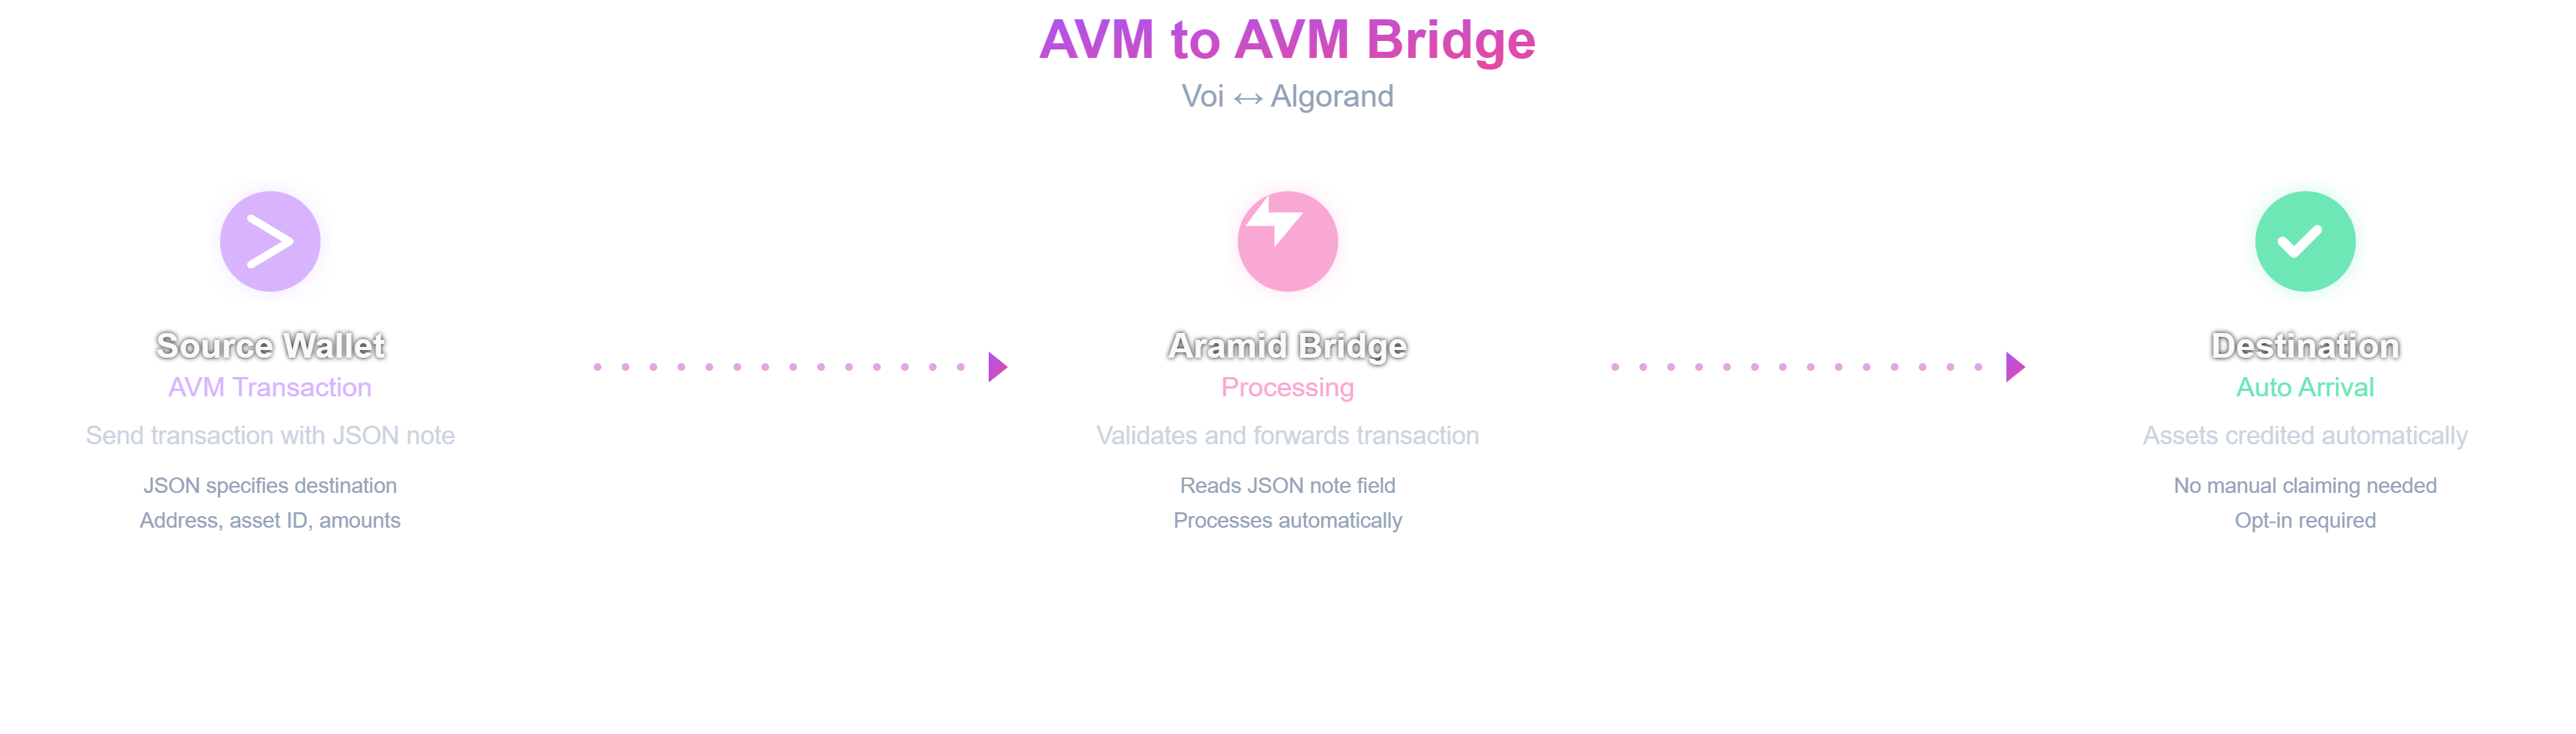 AVM to AVM Bridge
Voi ↔ Algorand
Source Wallet
AVM Transaction
Send transaction with JSON note
JSON specifies destination
Address, asset ID, amounts
Aramid Bridge
Processing
Validates and forwards transaction
Reads JSON note field
Processes automatically
Destination
Auto Arrival
Assets credited automatically
No manual claiming needed
Opt-in required